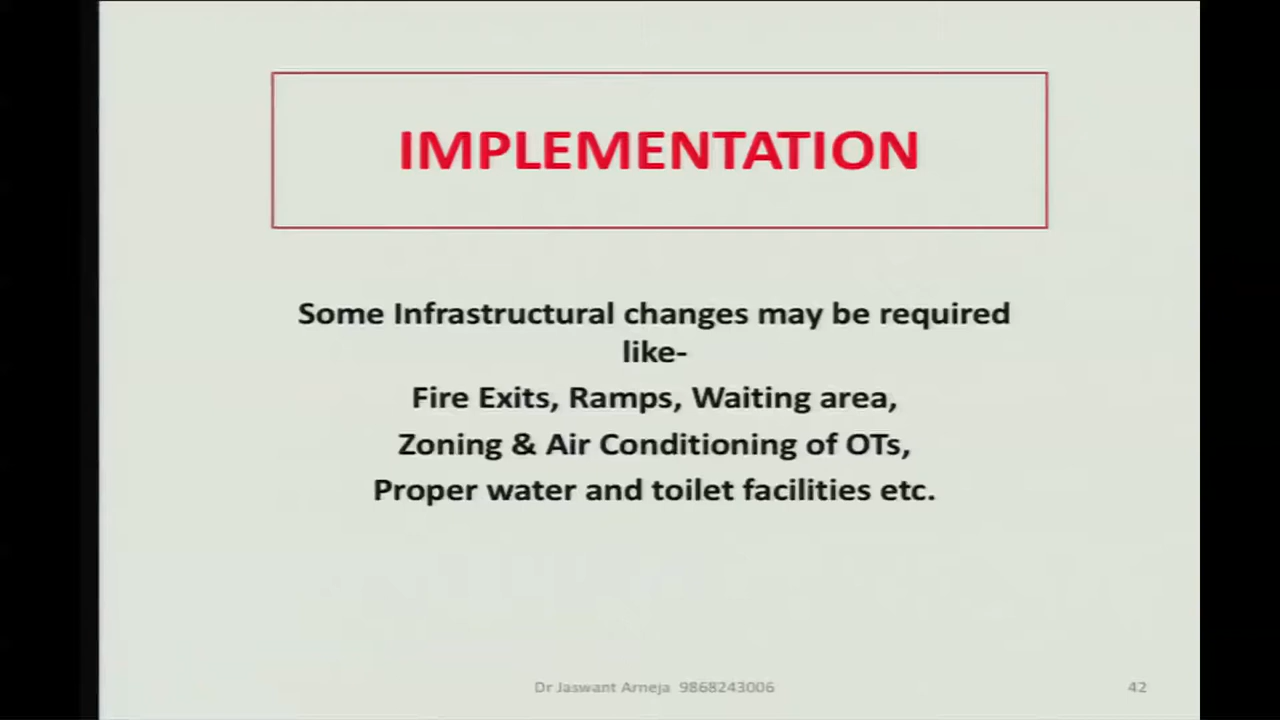 IMPLEMENTATION
Some Infrastructural changes may be required
like-
Fire Exits, Ramps, Waiting area,
Zoning & Air Conditioning of OTs,
Proper water and toilet facilities etc.
Dr Jaswant Arneja 9868243006
42